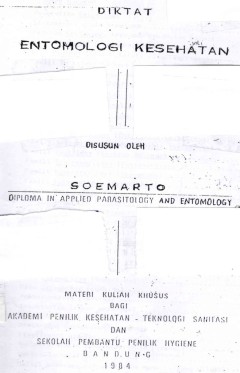 DIKTAT
ENTOMOLOGI KESEHATAN
DISUSUN OLEH
SOEMARTO
DIPLOMA IN APPLIED PARASITOLOGY AND ENTOMOLOGY
MATERI KULIAH KHUSUS
BAGI
AKADEMI PENILIK KESEHATAN - TEKNOLOGI SANITASI
DAN
SEKOLAH PEMBANTU PENILIK HYGIENE
BANDUNG
1984